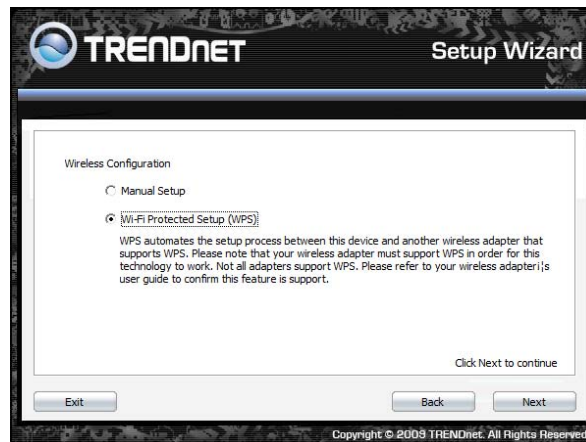 TRENDNET
Setup Wizard
Wireless Configuration
Manual Setup
Wi-Fi Protected Setup (WPS)
WPS automates the setup process between this device and another wireless adapter that
supports WPS. Please note that your wireless adapter must support WPS in order for this
technology to work. Not all adapters support WPS. Please refer to your wireless adapteri¦s
user guide to confirm this feature is support.
Click Next to continue
Exit
Back
Next
Copyright © 2009 TRENDnet. All Rights Reserved